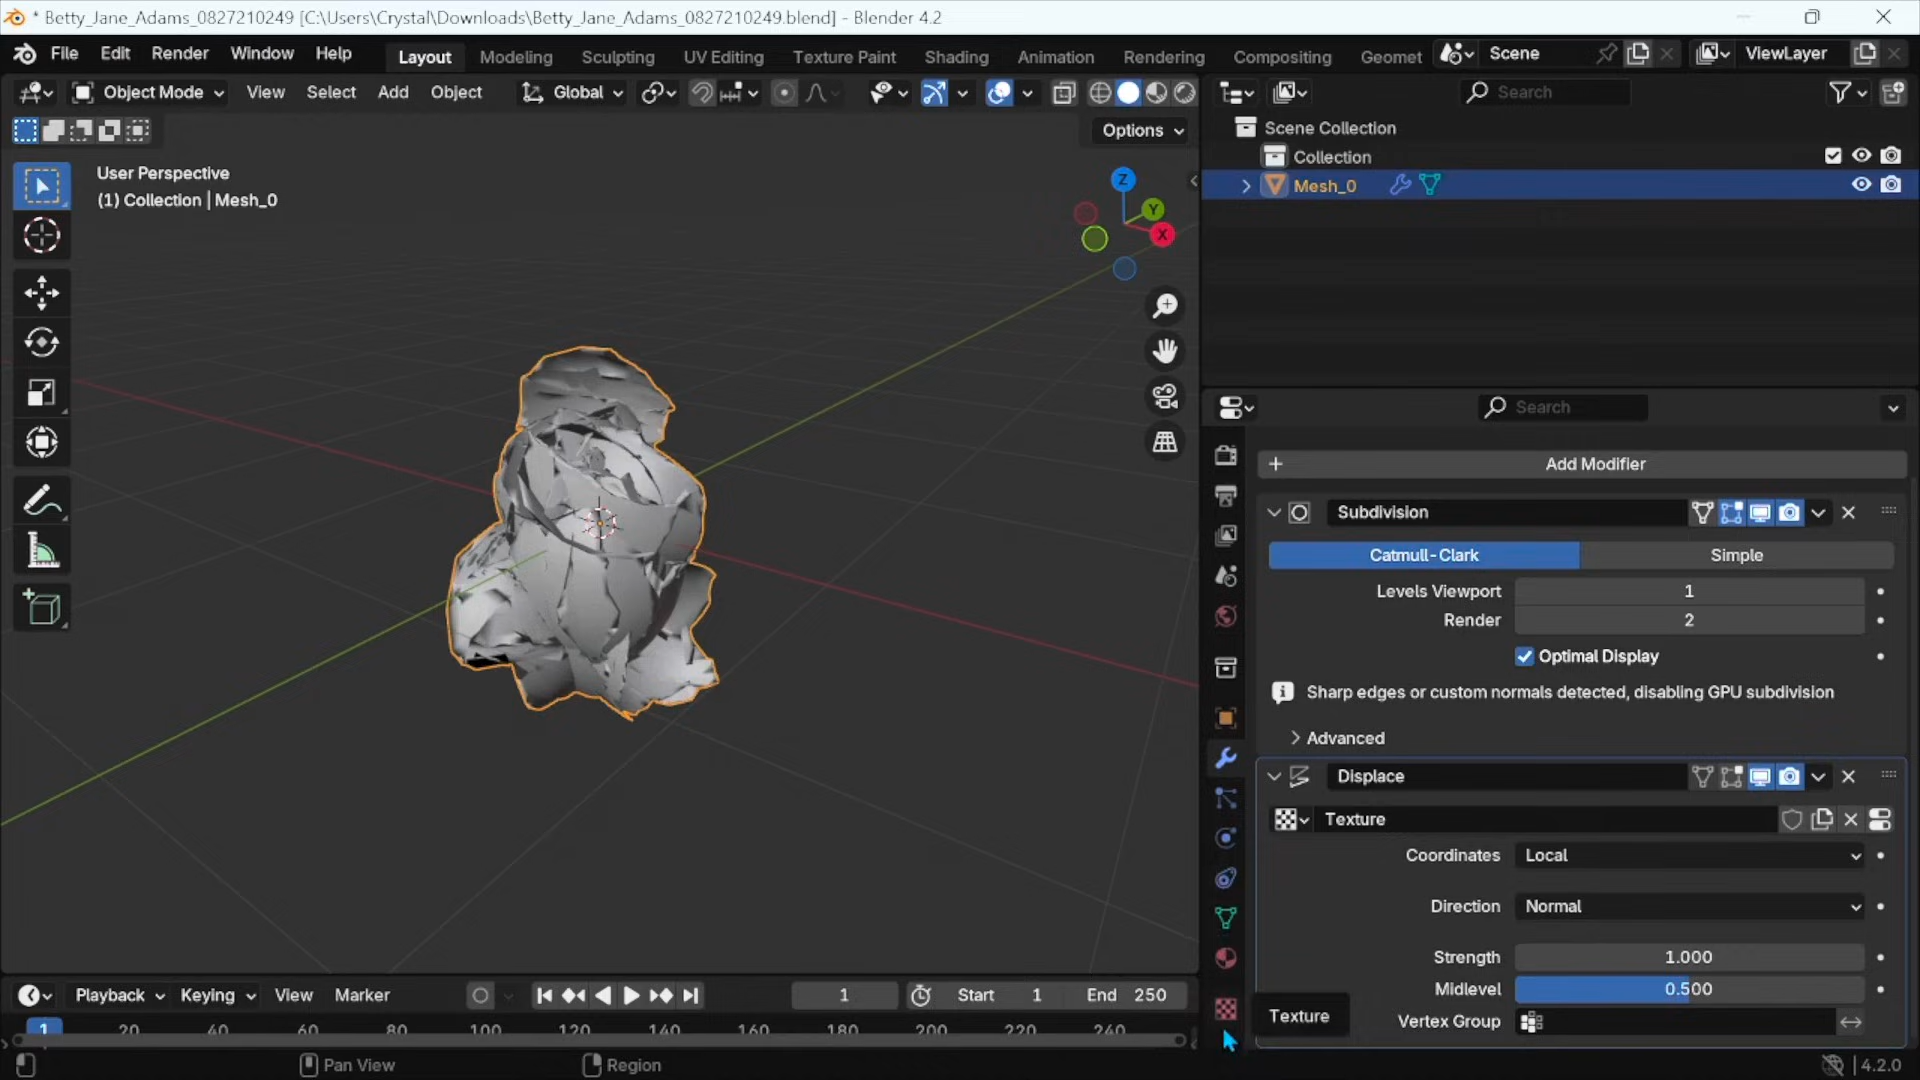 * Betty_Jane_Adams_0827210249 [C:\Users\Crystal\Downloads\Betty_Jane_Adams_0827210249.blend] - Blender 4.2
File Edit Render Window Help Layout Modeling Sculpting UV Editing Texture Paint Shading Animation Rendering Compositing Geomet Scene ViewLayer
Object Mode View Select Add Object Global Search
Options
User Perspective
(1) Collection | Mesh_0
Z
Y
X
Scene Collection
Collection
Mesh_0
Search
Add Modifier
Subdivision
Catmull-Clark Simple
Levels Viewport 1
Render 2
Optimal Display
Sharp edges or custom normals detected, disabling GPU subdivision
Advanced
Displace
Texture
Coordinates Local
Direction Normal
Strength 1.000
Midlevel 0.500
Vertex Group
Texture
Playback Keying View Marker 1 Start 1 End 250
1 20 40 60 80 100 120 140 160 180 200 220 240
Pan View Region 4.2.0